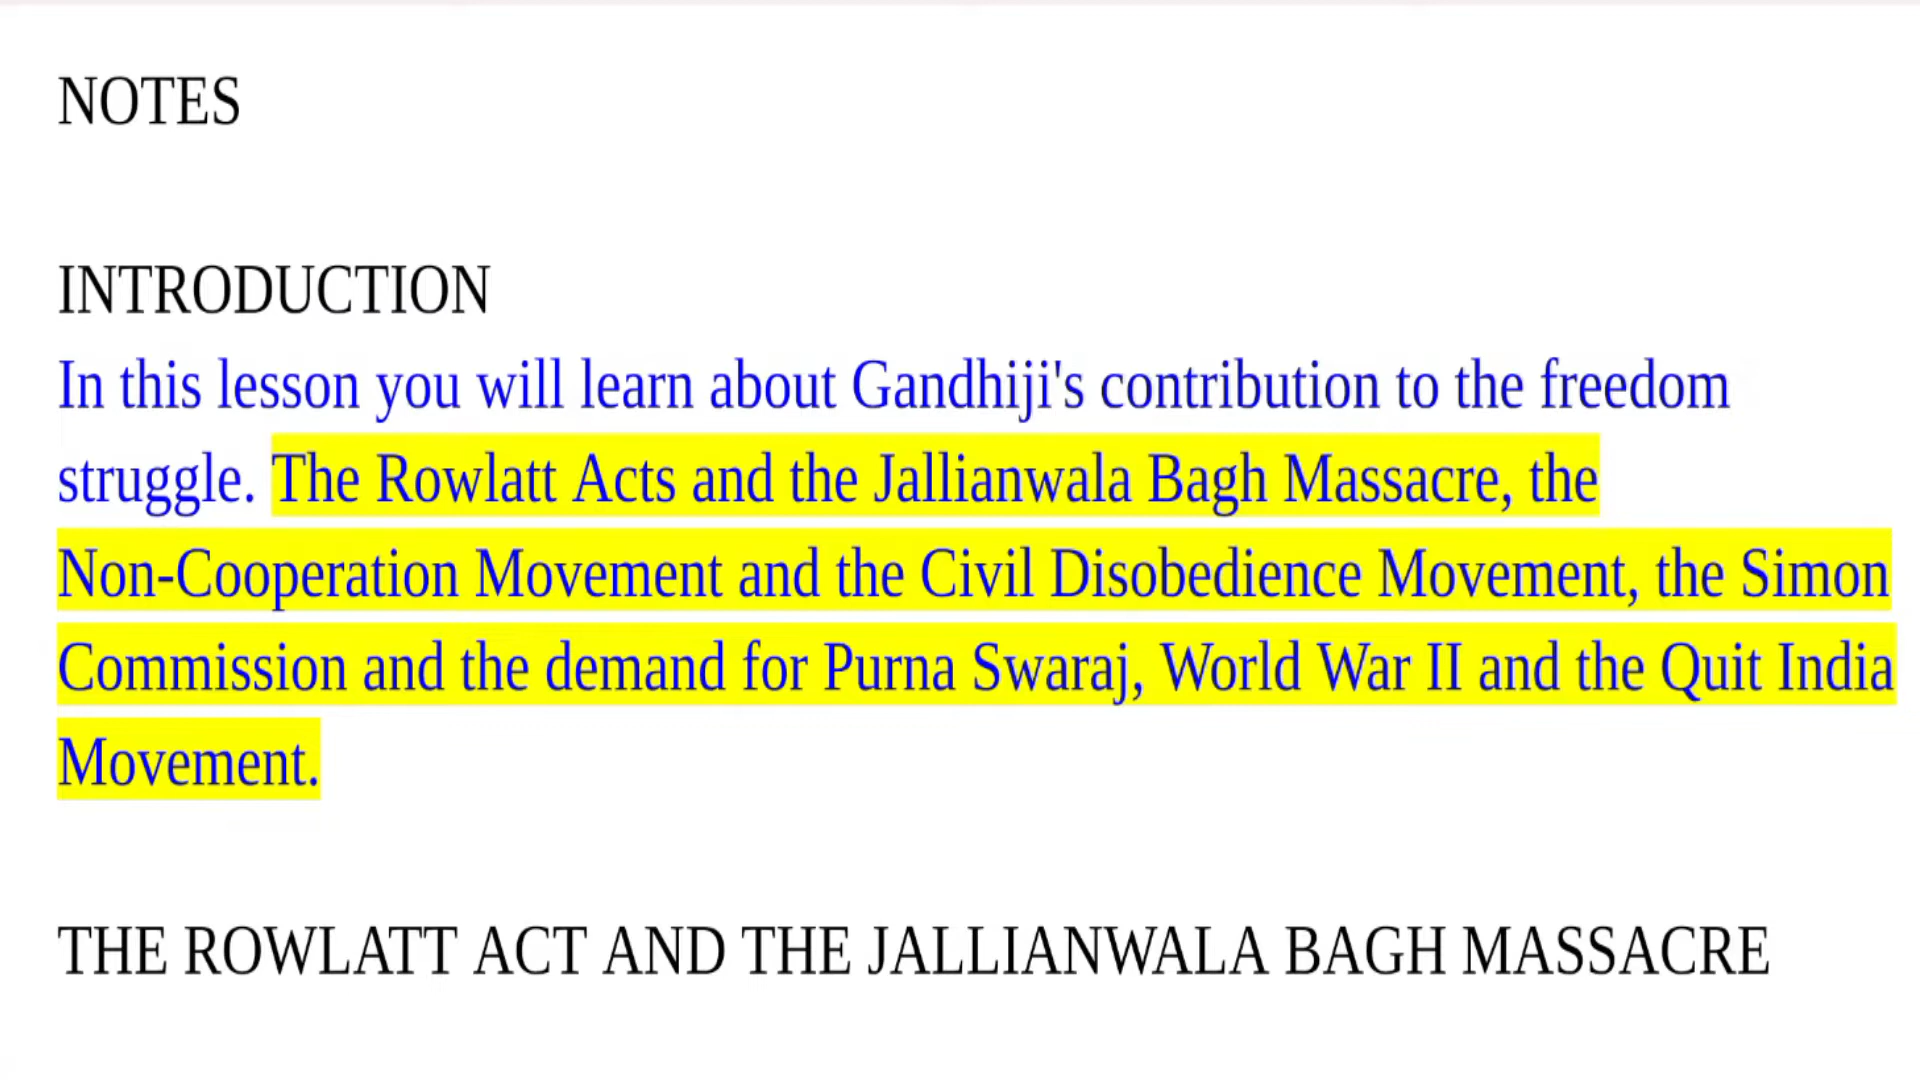 NOTES
INTRODUCTION
In this lesson you will learn about Gandhiji's contribution to the freedom
struggle. The Rowlatt Acts and the Jallianwala Bagh Massacre, the
Non-Cooperation Movement and the Civil Disobedience Movement, the Simon
Commission and the demand for Purna Swaraj, World War II and the Quit India
Movement.
THE ROWLATT ACT AND THE JALLIANWALA BAGH MASSACRE